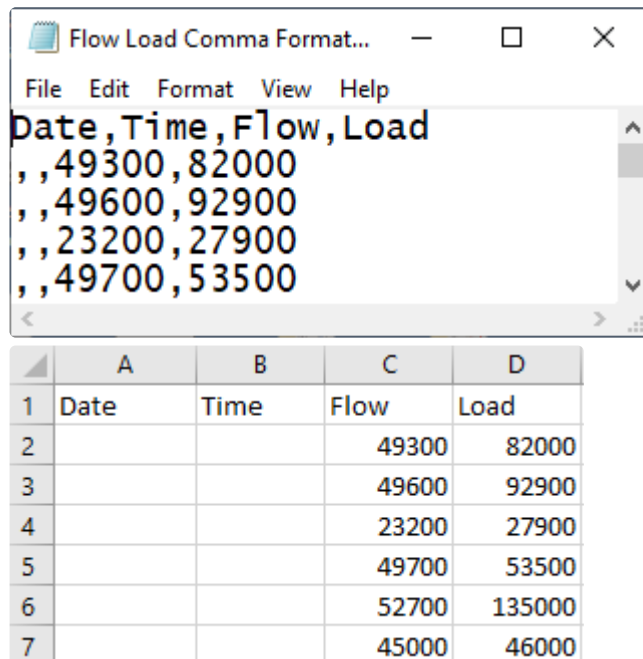 Flow Load Comma Format...
File Edit Format View Help
Date,Time,Flow,Load
,,49300,82000
,,49600,92900
,,23200,27900
,,49700,53500
A B C D
1 Date Time Flow Load
2 49300 82000
3 49600 92900
4 23200 27900
5 49700 53500
6 52700 135000
7 45000 46000